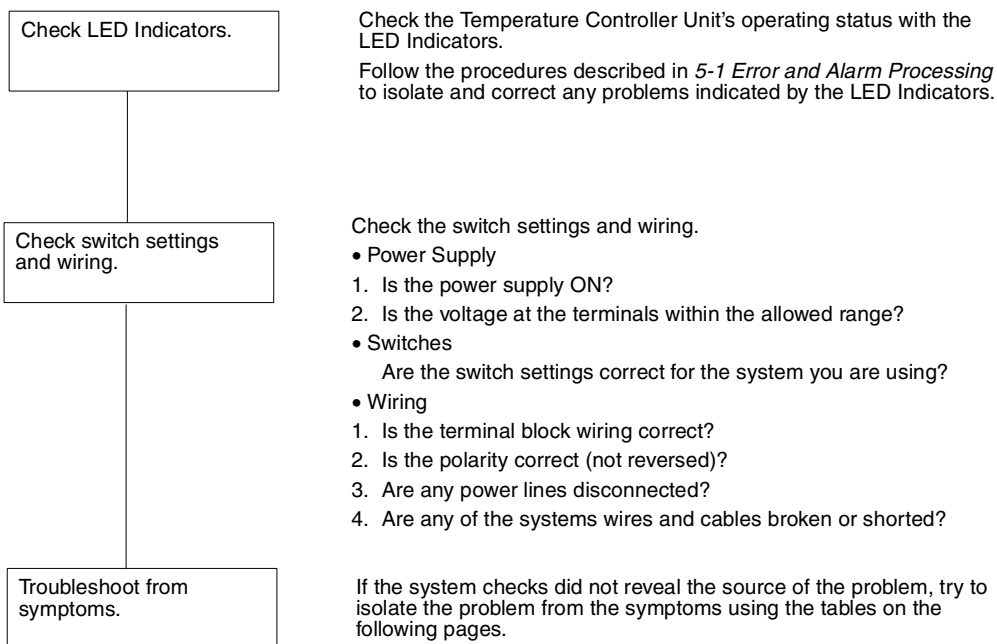 Check LED Indicators.
Check the Temperature Controller Unit's operating status with the
LED Indicators.
Follow the procedures described in 5-1 Error and Alarm Processing
to isolate and correct any problems indicated by the LED Indicators.
Check switch settings
and wiring.
Check the switch settings and wiring.
• Power Supply
1. Is the power supply ON?
2. Is the voltage at the terminals within the allowed range?
• Switches
Are the switch settings correct for the system you are using?
• Wiring
1. Is the terminal block wiring correct?
2. Is the polarity correct (not reversed)?
3. Are any power lines disconnected?
4. Are any of the systems wires and cables broken or shorted?
Troubleshoot from
symptoms.
If the system checks did not reveal the source of the problem, try to
isolate the problem from the symptoms using the tables on the
following pages.